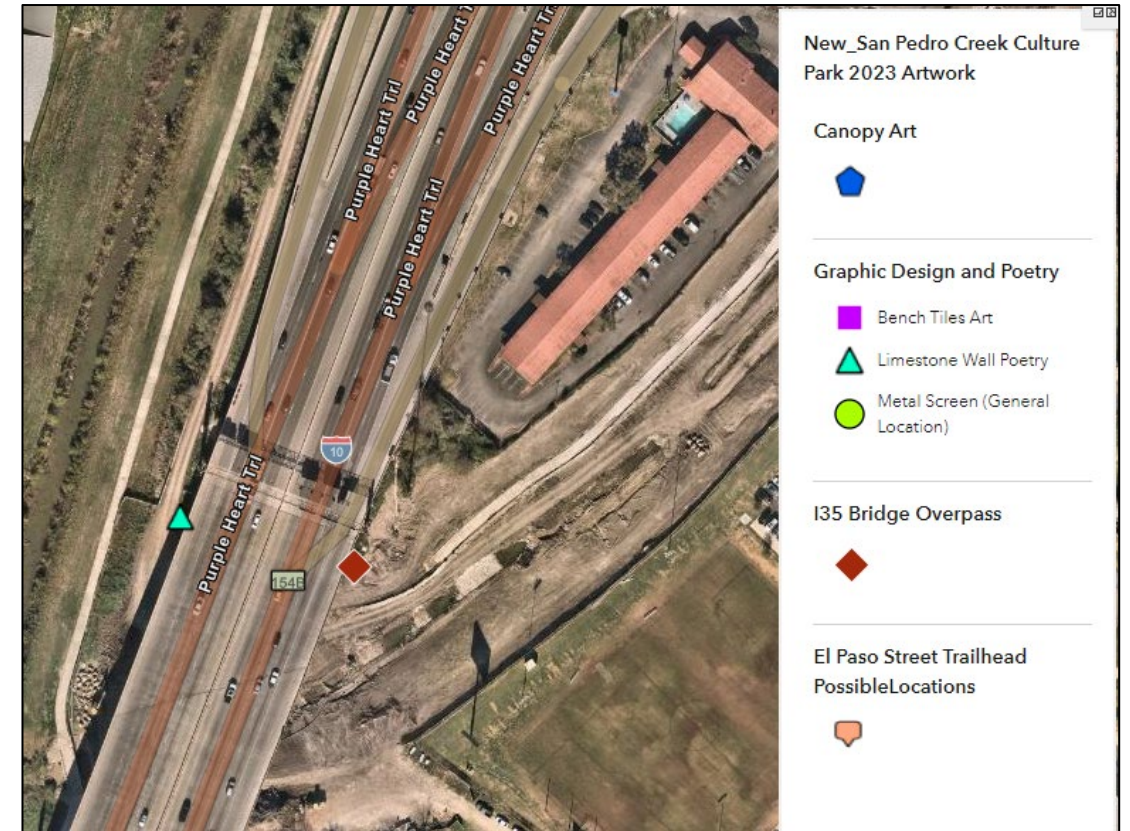 Purple Heart Trl
Purple Heart Trl
Purple Heart Trl
Purple Heart Trl
10
Purple Heart Trl
154B
New_San Pedro Creek Culture
Park 2023 Artwork
Canopy Art
Graphic Design and Poetry
Bench Tiles Art
Limestone Wall Poetry
Metal Screen (General
Location)
I35 Bridge Overpass
El Paso Street Trailhead
PossibleLocations